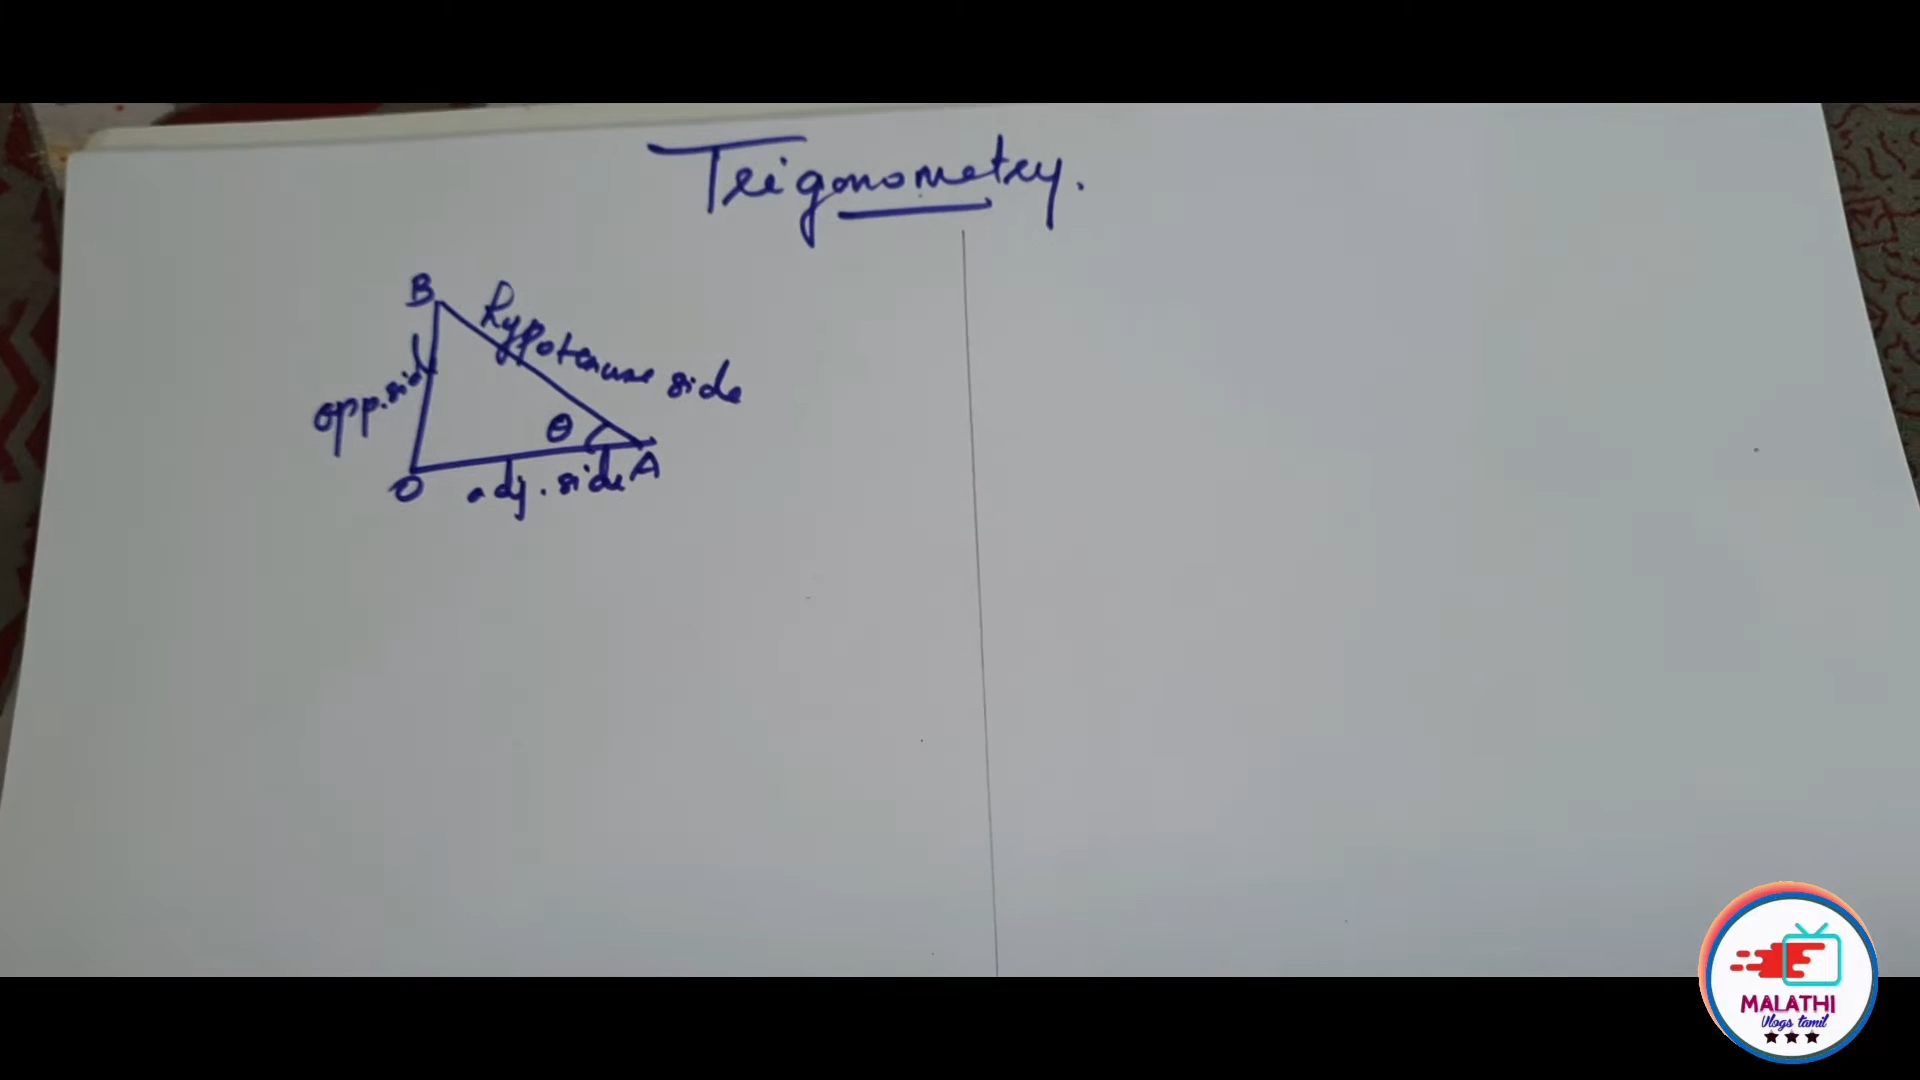 Trigonometry.
B
hypotenuse side
opp. side
θ
O
adj. side
A
MALATHI
Vlogs tamil